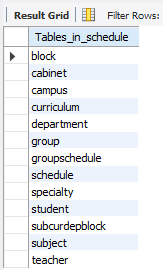 Result Grid Filter Rows:
Tables_in_schedule
block
cabinet
campus
curriculum
department
group
groupschedule
schedule
specialty
student
subcurdepblock
subject
teacher